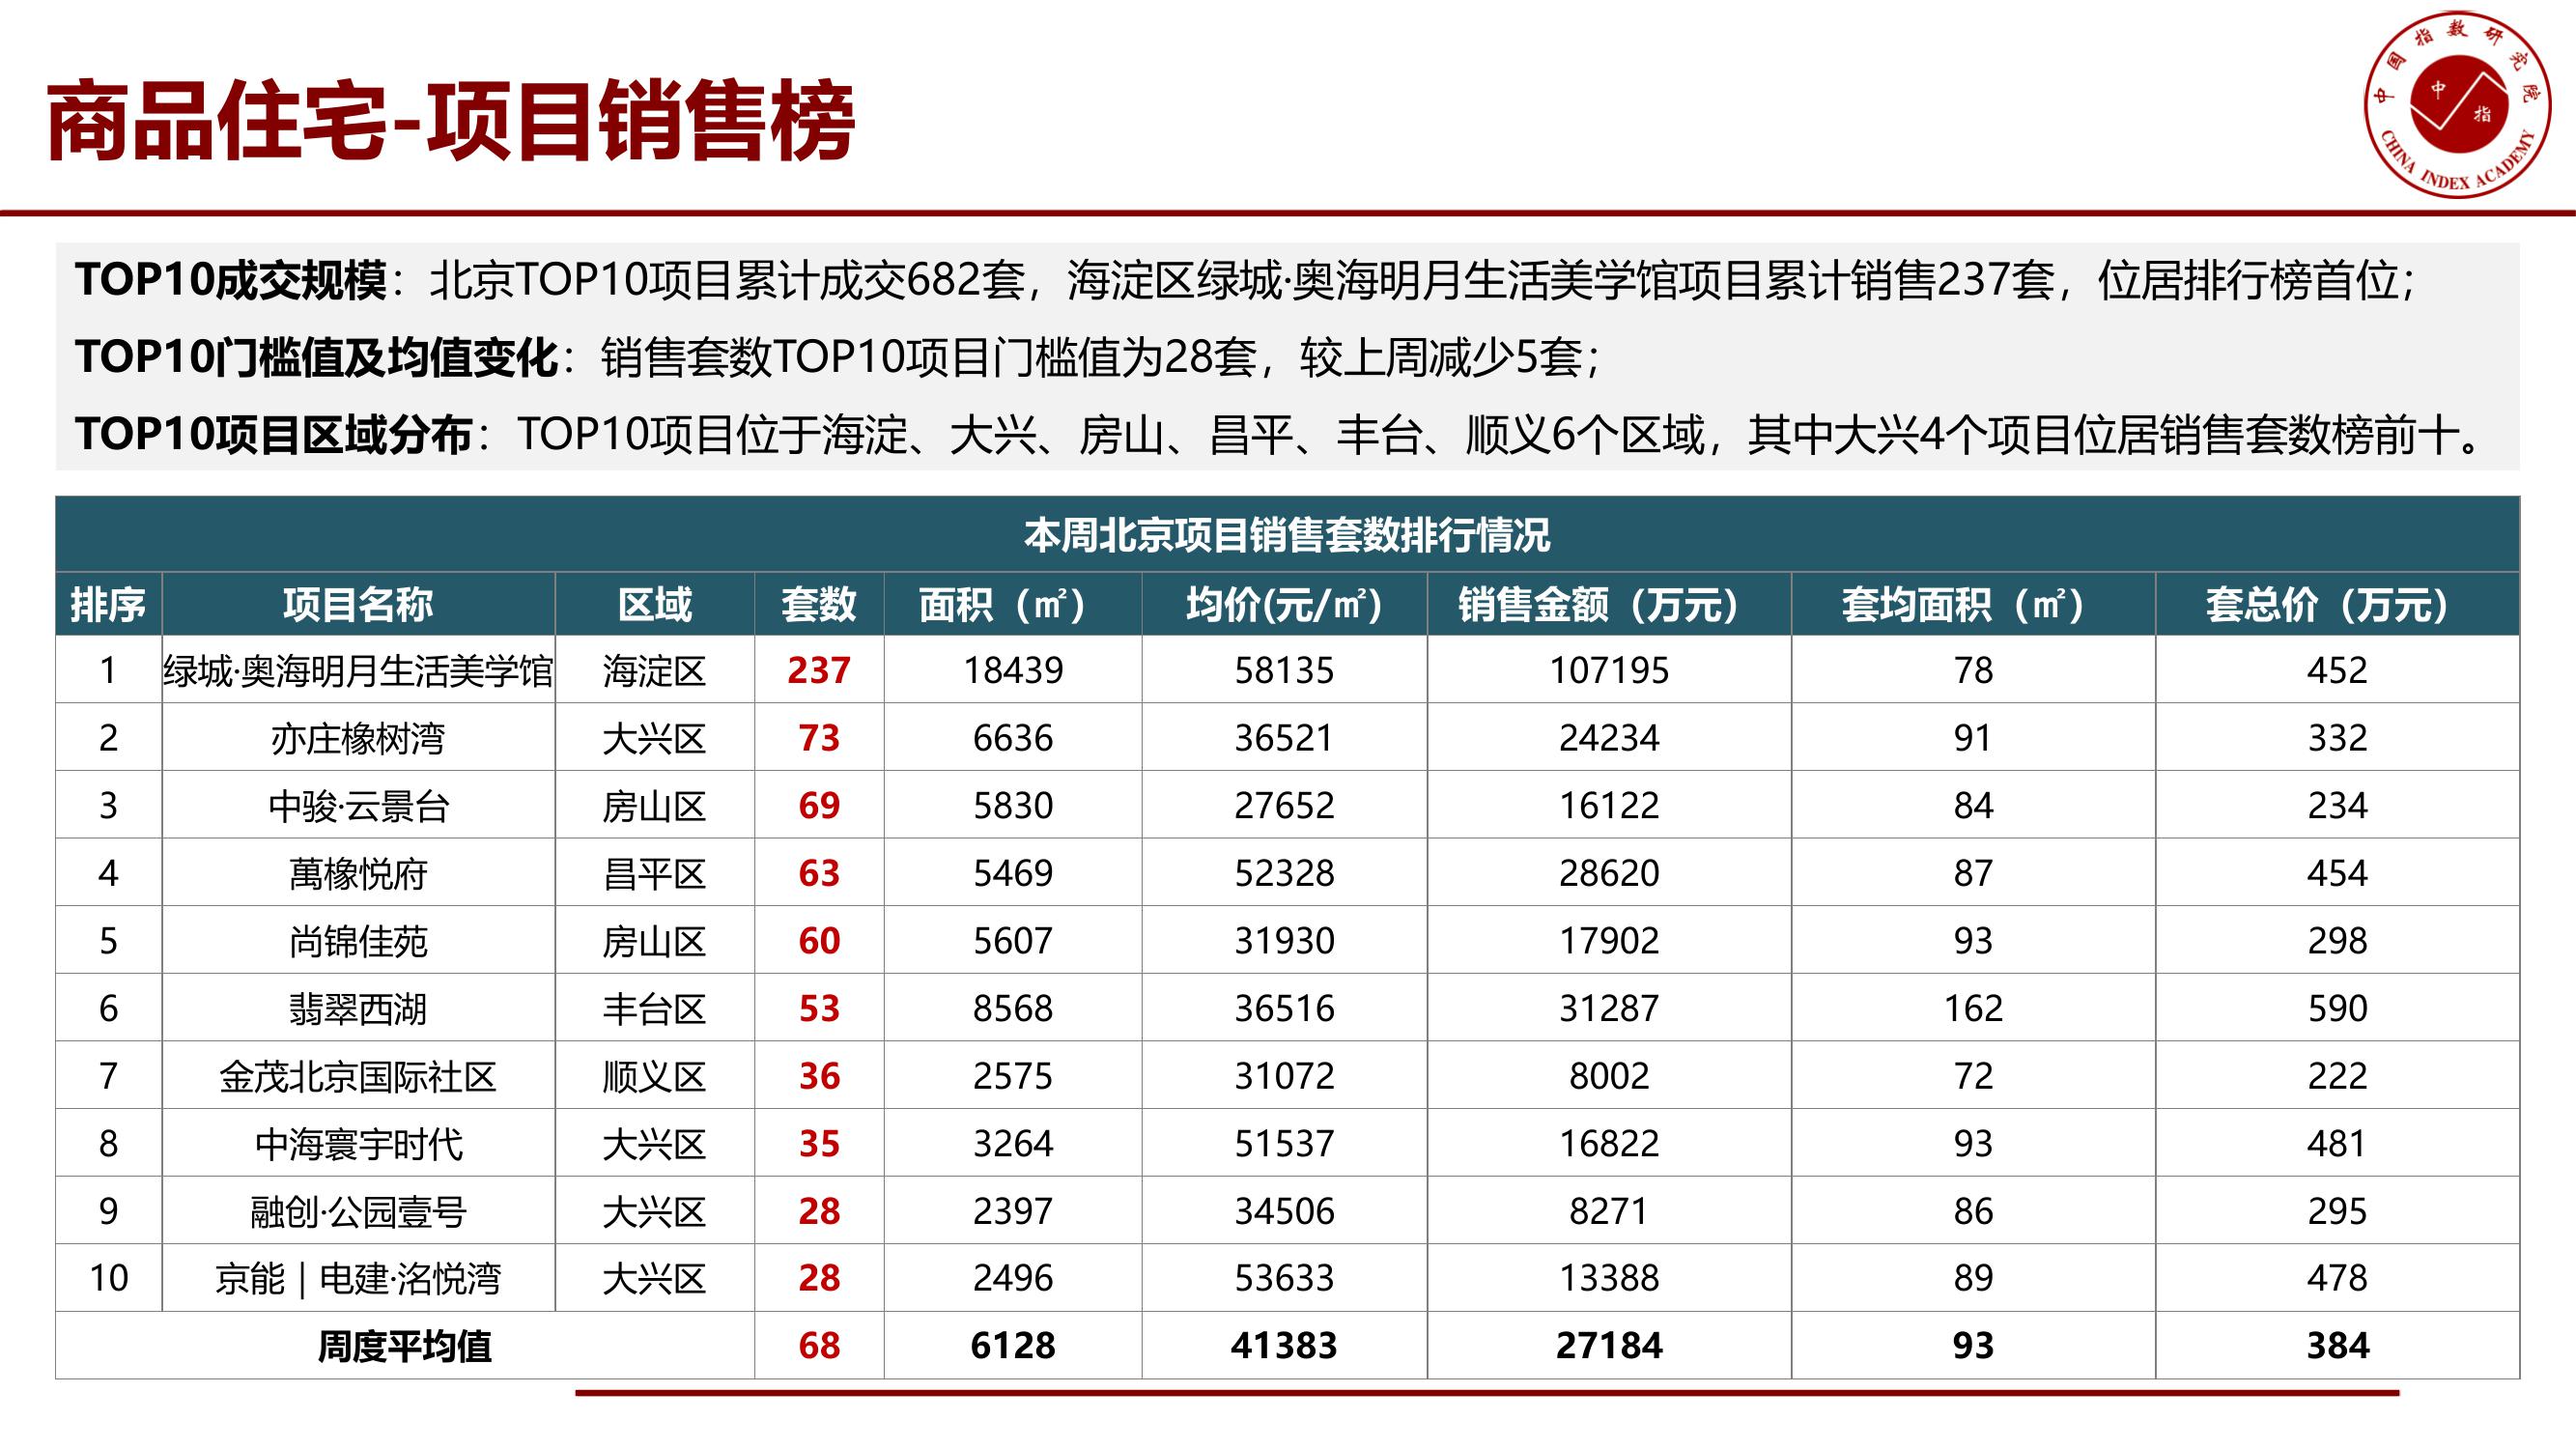 商品住宅-项目销售榜
中国指数研究院
中指
CHINA INDEX ACADEMY
TOP10成交规模：北京TOP10项目累计成交682套，海淀区绿城·奥海明月生活美学馆项目累计销售237套，位居排行榜首位；
TOP10门槛值及均值变化：销售套数TOP10项目门槛值为28套，较上周减少5套；
TOP10项目区域分布：TOP10项目位于海淀、大兴、房山、昌平、丰台、顺义6个区域，其中大兴4个项目位居销售套数榜前十。
本周北京项目销售套数排行情况
排序 项目名称 区域 套数 面积（㎡） 均价(元/㎡) 销售金额（万元） 套均面积（㎡） 套总价（万元）
1 绿城·奥海明月生活美学馆 海淀区 237 18439 58135 107195 78 452
2 亦庄橡树湾 大兴区 73 6636 36521 24234 91 332
3 中骏·云景台 房山区 69 5830 27652 16122 84 234
4 萬橡悦府 昌平区 63 5469 52328 28620 87 454
5 尚锦佳苑 房山区 60 5607 31930 17902 93 298
6 翡翠西湖 丰台区 53 8568 36516 31287 162 590
7 金茂北京国际社区 顺义区 36 2575 31072 8002 72 222
8 中海寰宇时代 大兴区 35 3264 51537 16822 93 481
9 融创·公园壹号 大兴区 28 2397 34506 8271 86 295
10 京能｜电建·洺悦湾 大兴区 28 2496 53633 13388 89 478
周度平均值 68 6128 41383 27184 93 384